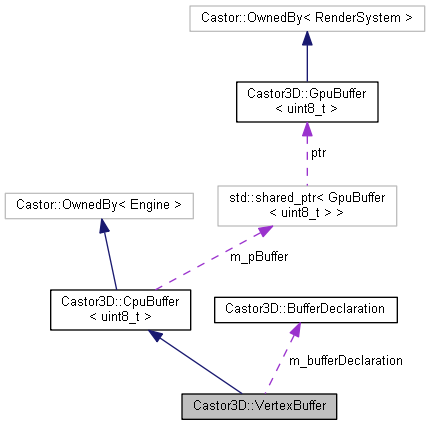 Castor::OwnedBy< RenderSystem >
Castor3D::GpuBuffer
< uint8_t >
ptr
std::shared_ptr< GpuBuffer
< uint8_t > >
Castor::OwnedBy< Engine >
m_pBuffer
Castor3D::CpuBuffer
< uint8_t >
Castor3D::BufferDeclaration
m_bufferDeclaration
Castor3D::VertexBuffer